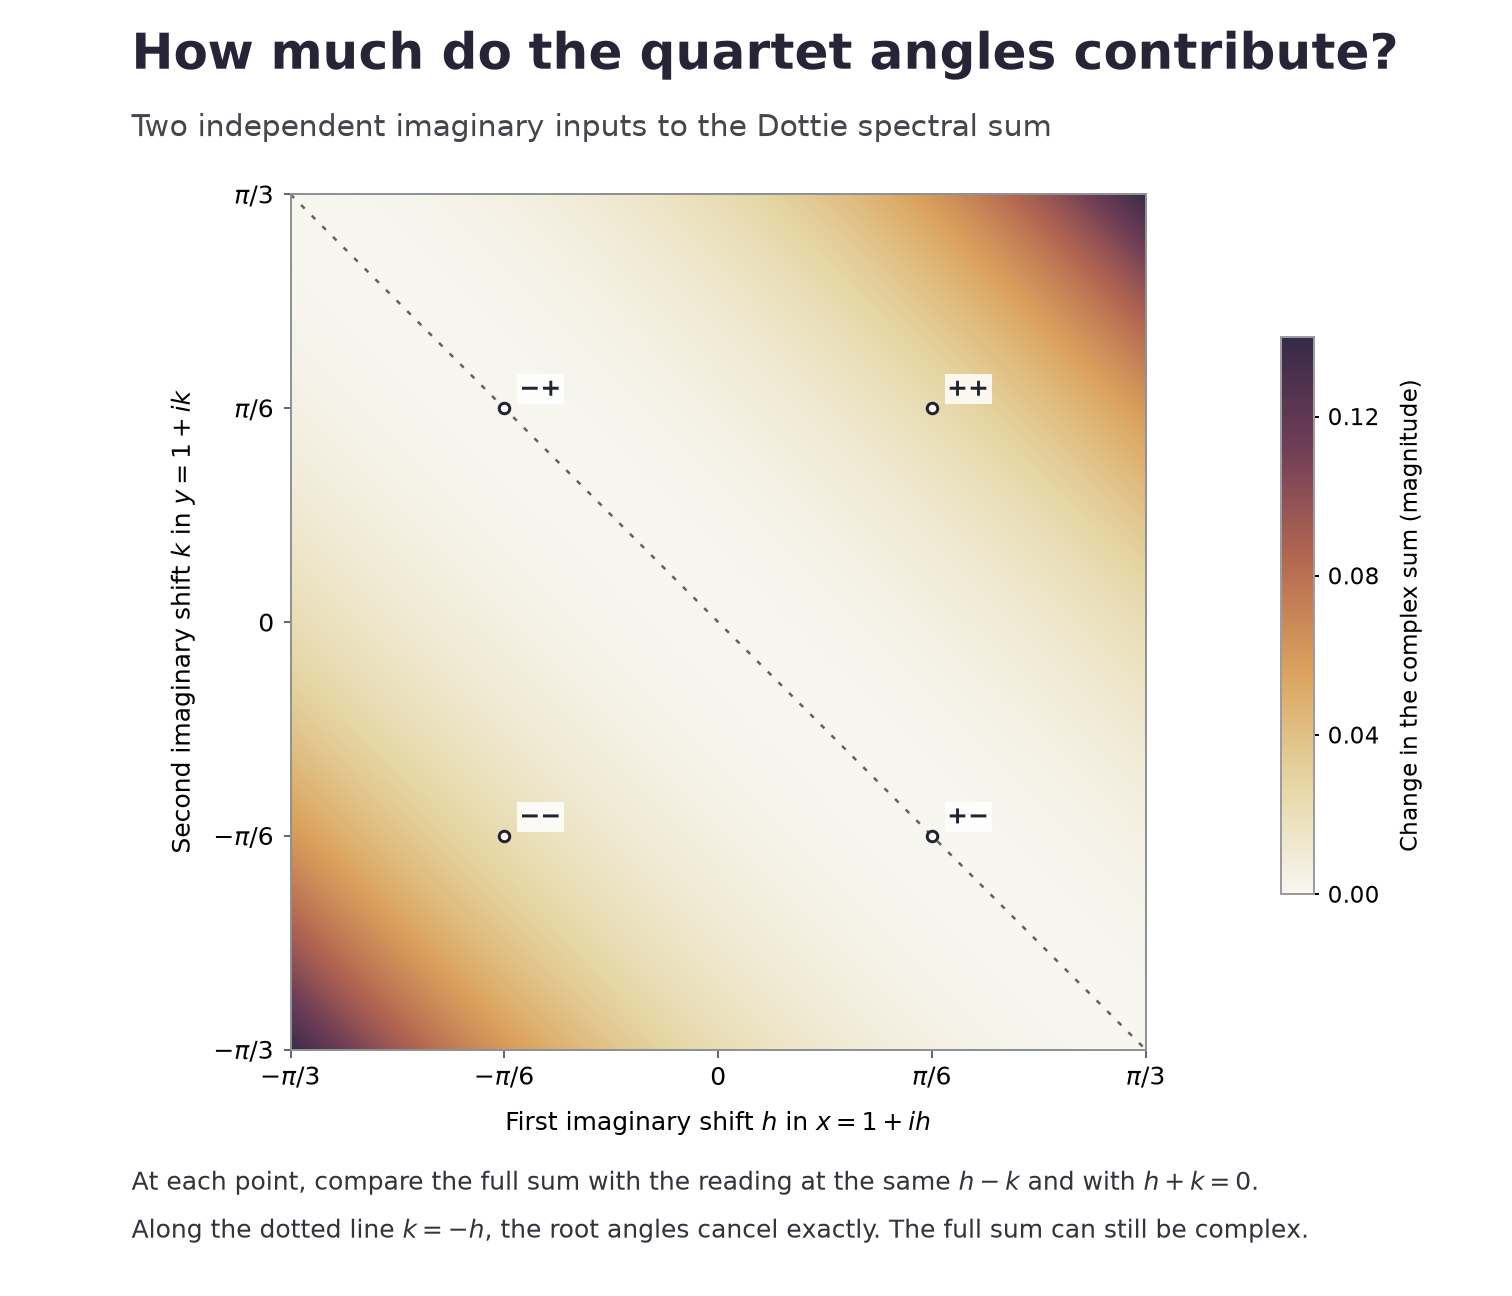 How much do the quartet angles contribute?
Two independent imaginary inputs to the Dottie spectral sum
π/3
π/6
0
−π/6
−π/3
Second imaginary shift k in y = 1 + ik
−+
++
−−
+−
−π/3
−π/6
0
π/6
π/3
First imaginary shift h in x = 1 + ih
0.12
0.08
0.04
0.00
Change in the complex sum (magnitude)
At each point, compare the full sum with the reading at the same h − k and with h + k = 0.
Along the dotted line k = −h, the root angles cancel exactly. The full sum can still be complex.